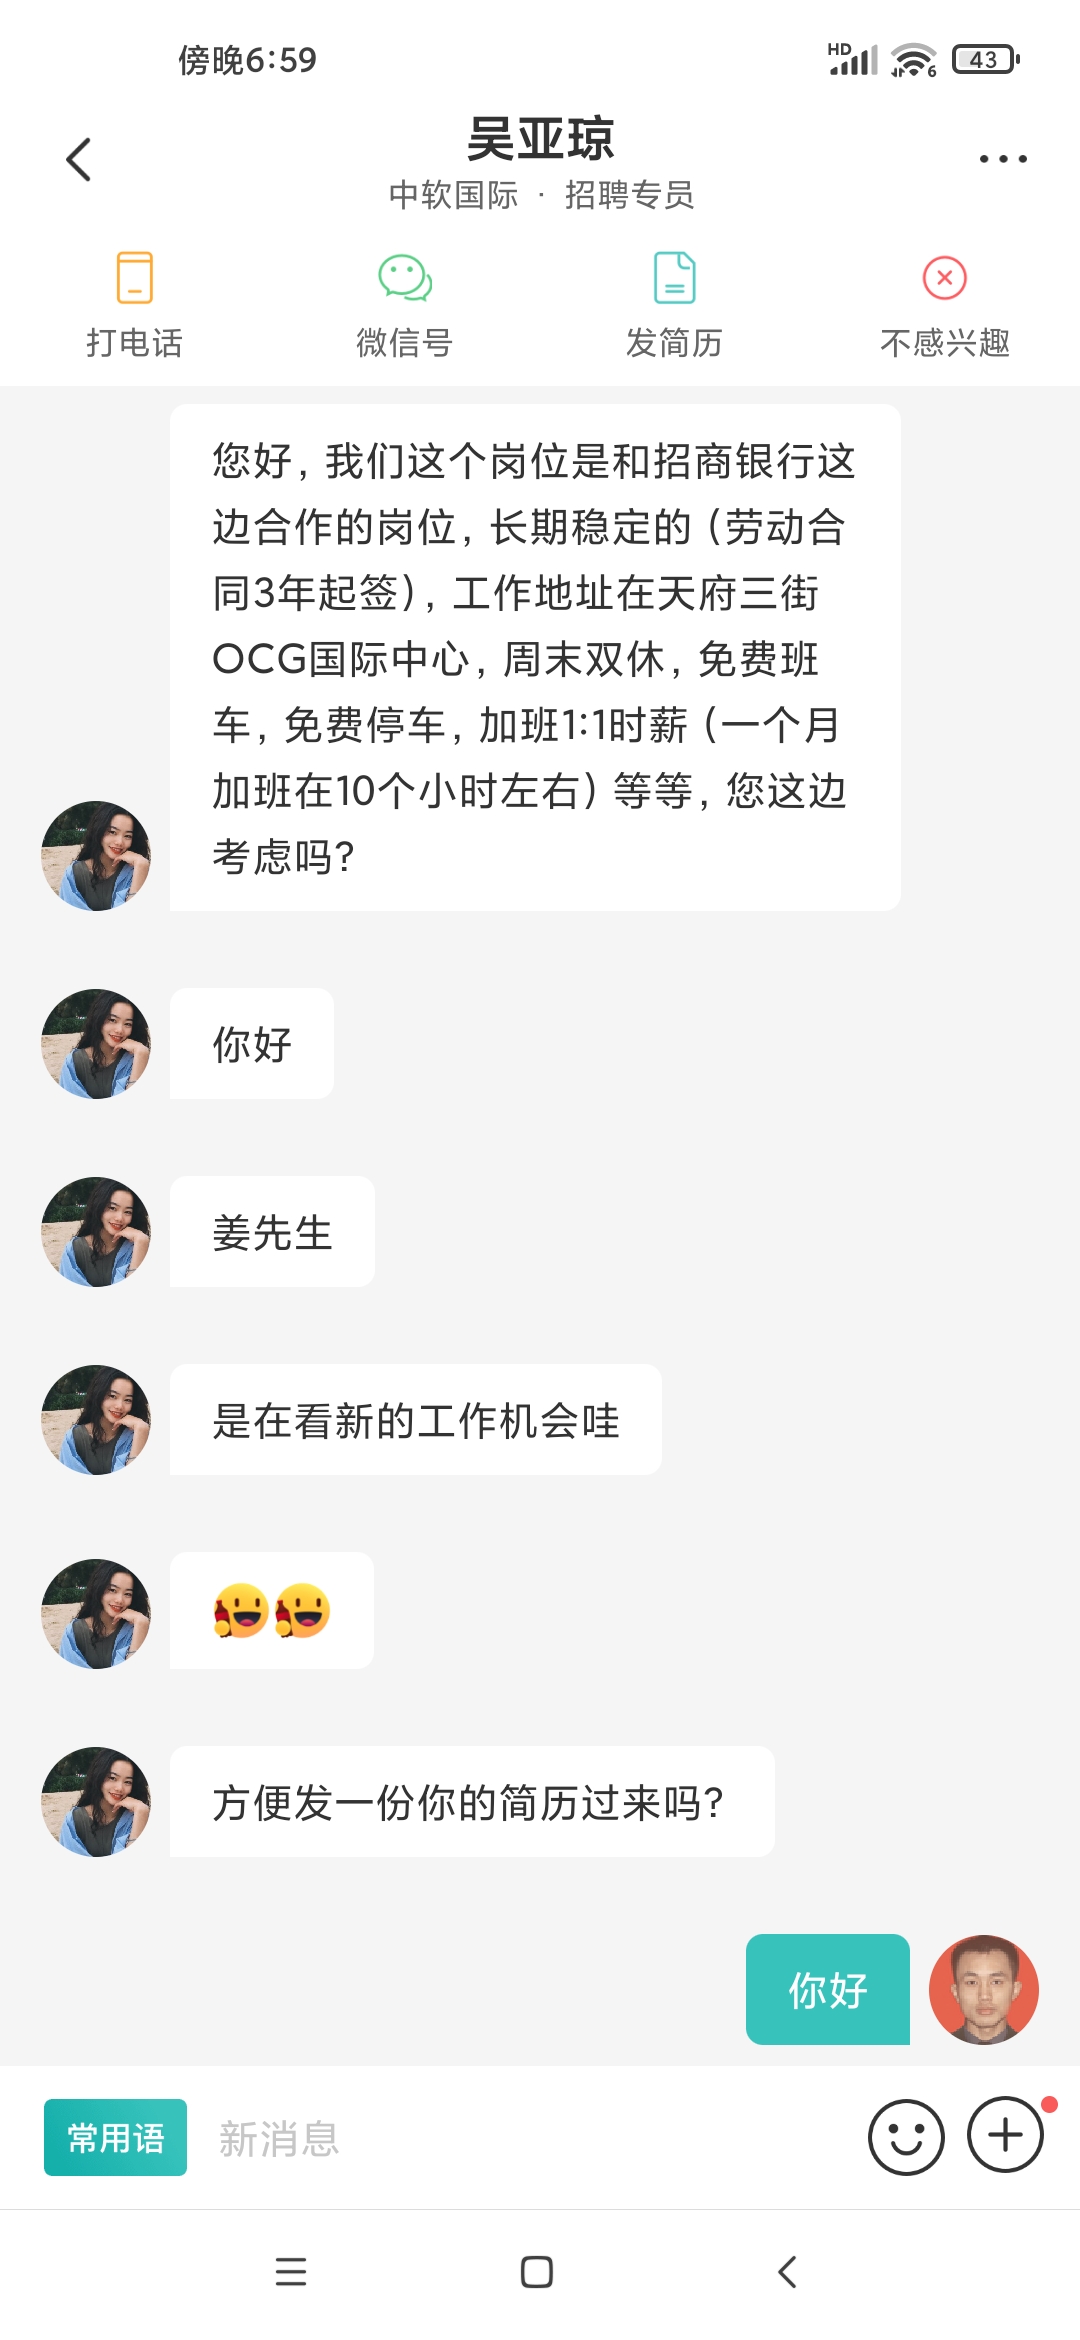 傍晚6:59
HD
6
43
吴亚琼
中软国际 · 招聘专员
打电话
微信号
发简历
不感兴趣
您好，我们这个岗位是和招商银行这
边合作的岗位，长期稳定的（劳动合
同3年起签），工作地址在天府三街
OCG国际中心，周末双休，免费班
车，免费停车，加班1:1时薪（一个月
加班在10个小时左右）等等，您这边
考虑吗？
你好
姜先生
是在看新的工作机会哇
方便发一份你的简历过来吗？
你好
常用语
新消息